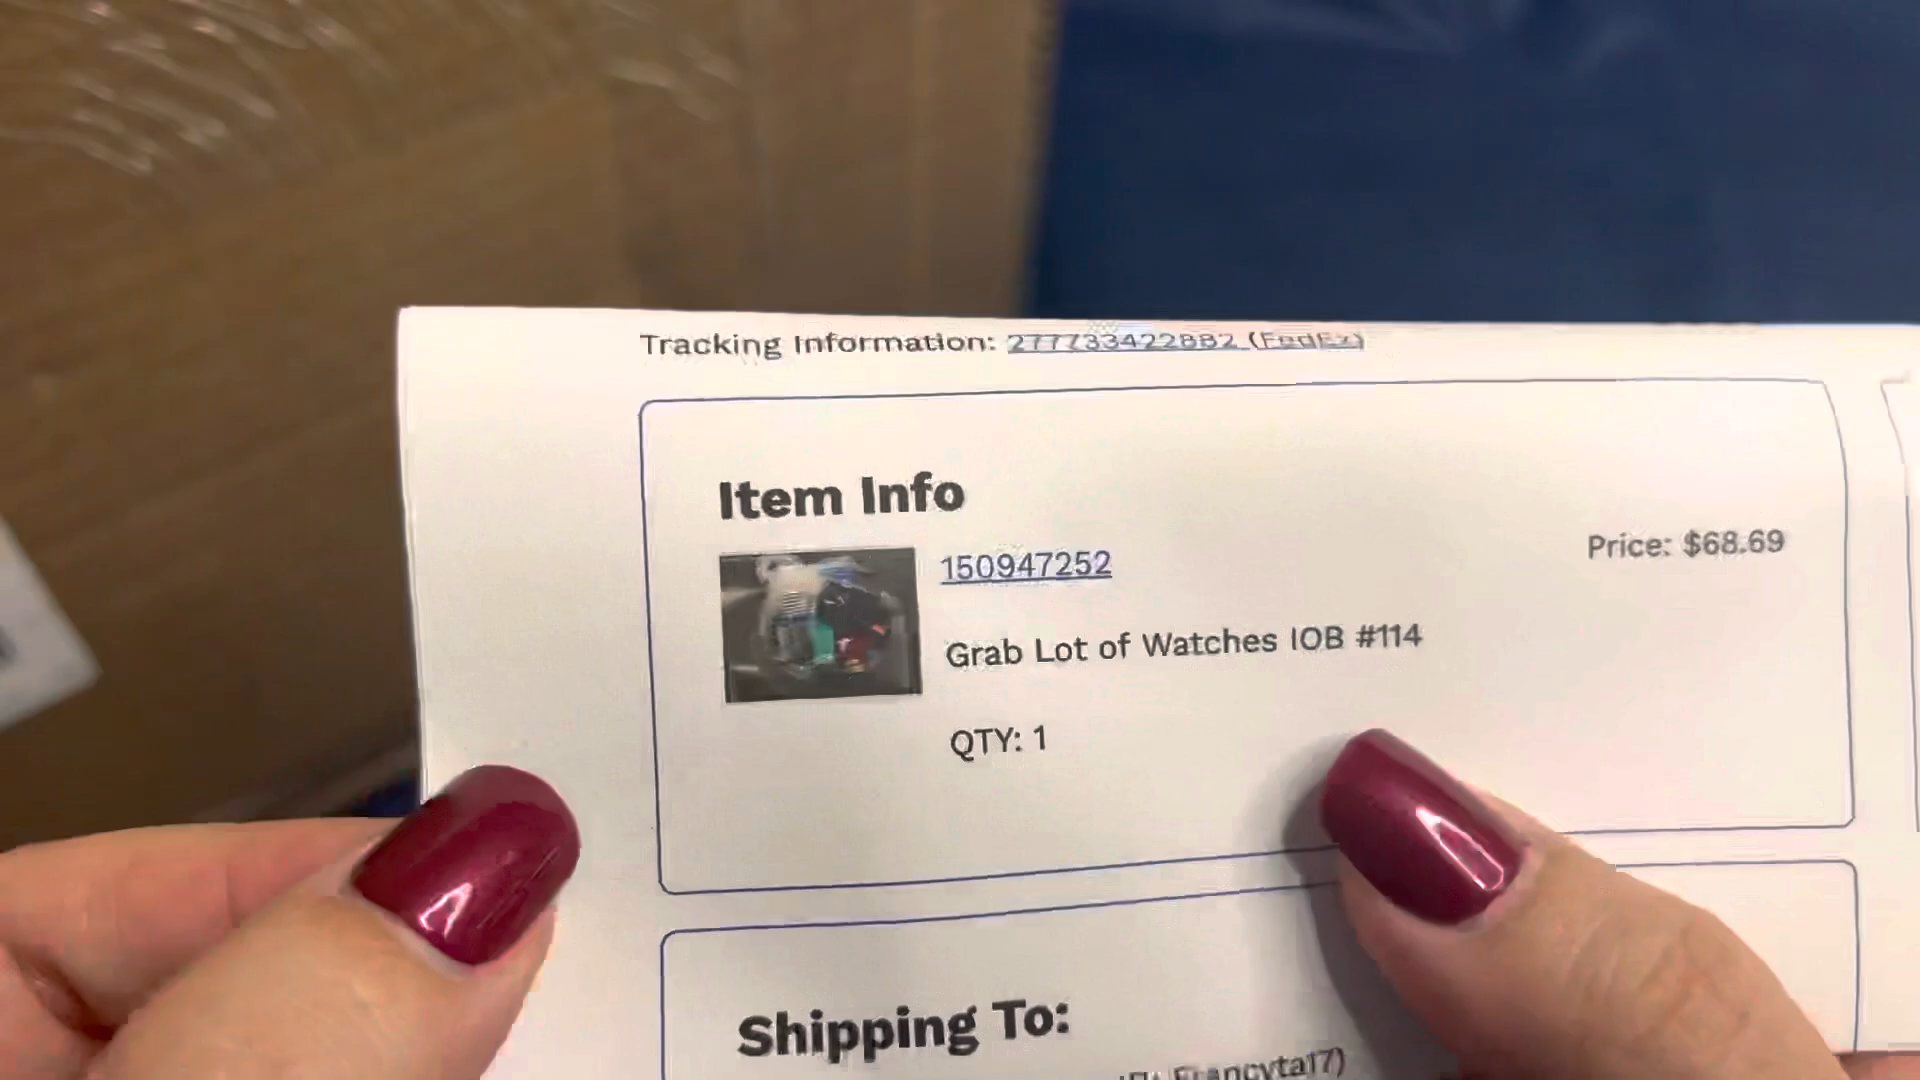 Tracking Information: 277733422882 (FedEx)
Item Info
150947252
Price: $68.69
Grab Lot of Watches IOB #114
QTY: 1
Shipping To:
Francyta17)